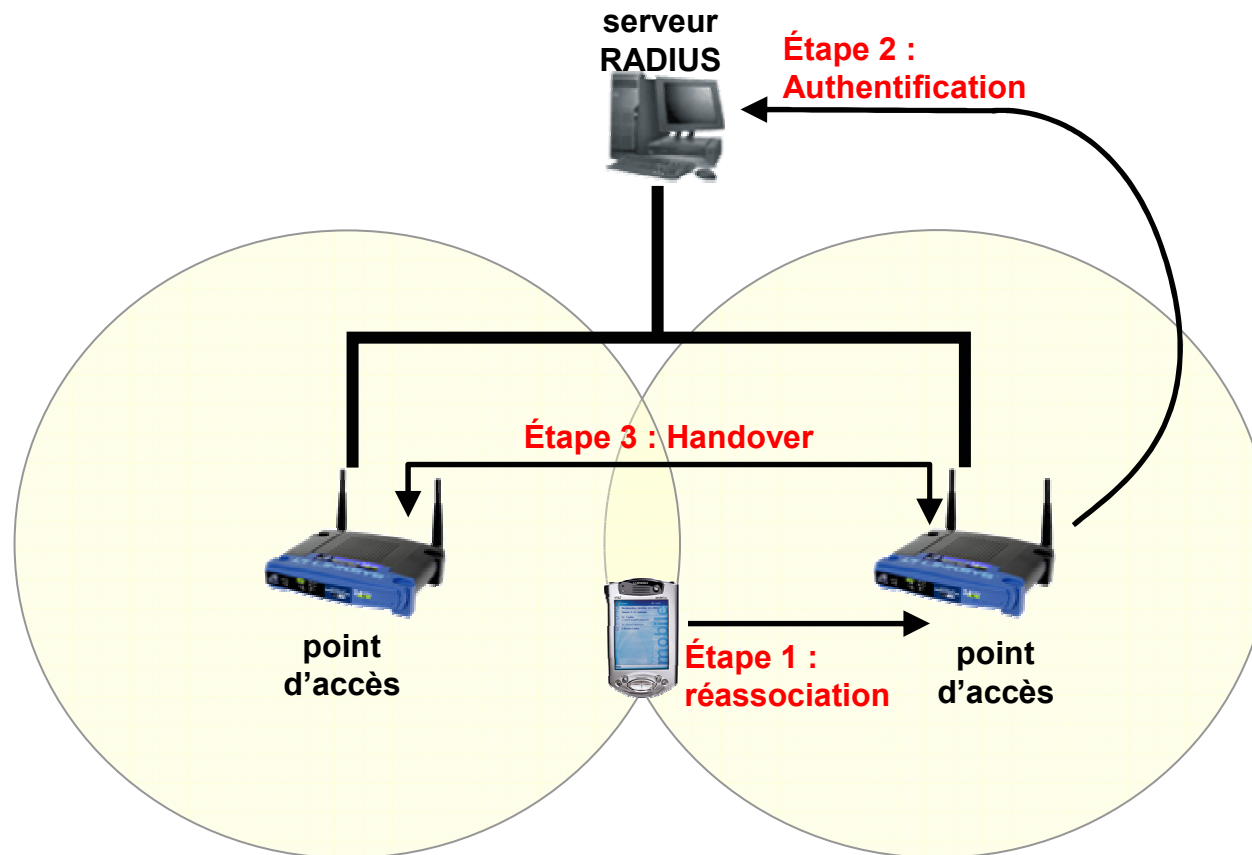 serveur
RADIUS
Étape 2 :
Authentification
Étape 3 : Handover
point
d’accès
Étape 1 :
réassociation
point
d’accès